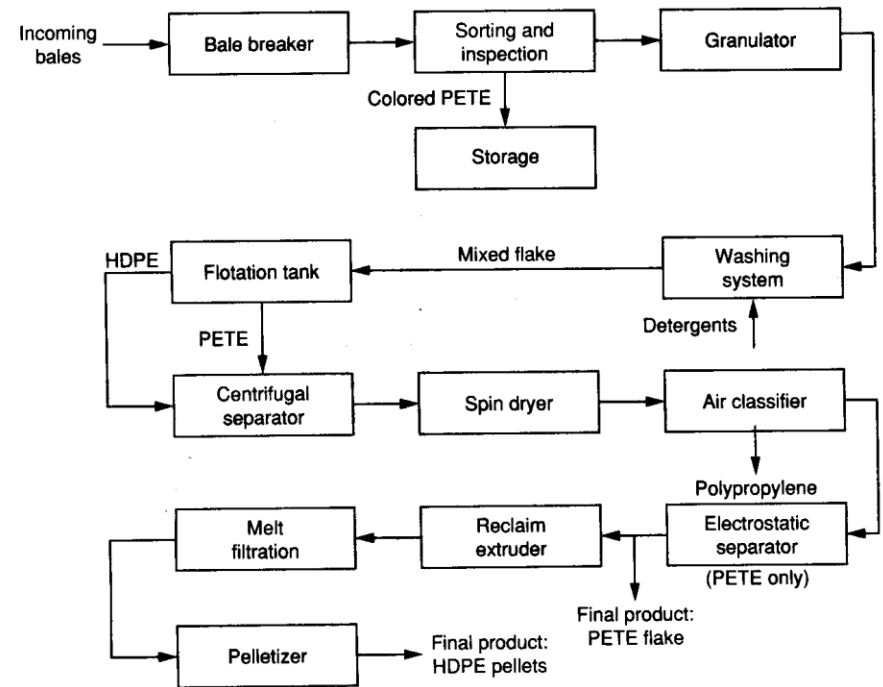 Incoming
bales
Bale breaker
Sorting and
inspection
Granulator
Colored PETE
Storage
HDPE
Flotation tank
Mixed flake
Washing
system
PETE
Detergents
Centrifugal
separator
Spin dryer
Air classifier
Polypropylene
Melt
filtration
Reclaim
extruder
Electrostatic
separator
(PETE only)
Final product:
PETE flake
Pelletizer
Final product:
HDPE pellets